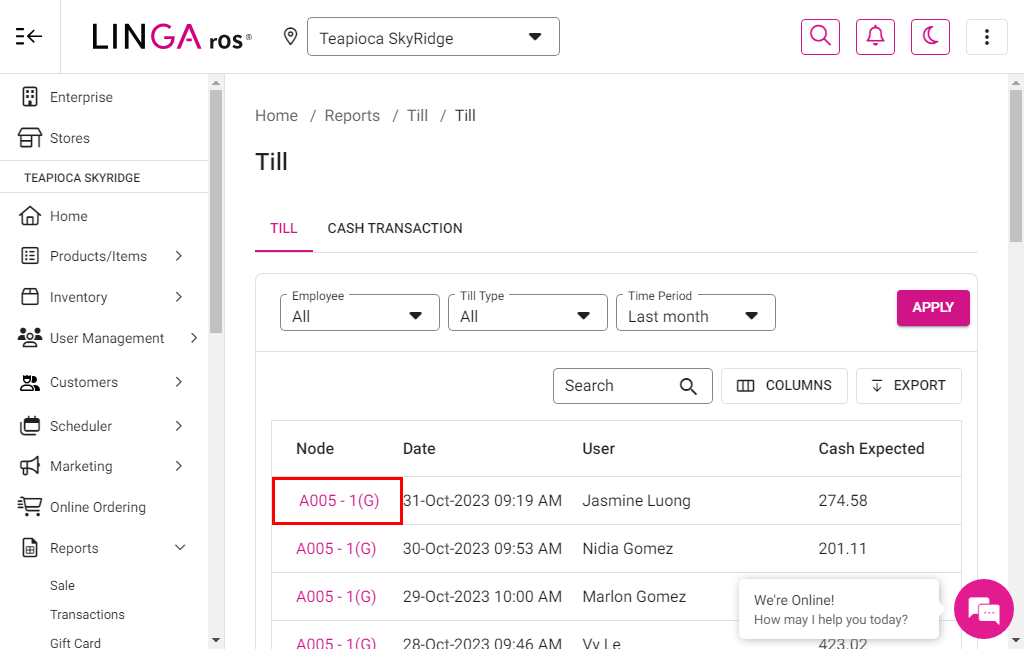 LINGA ros®
Teapioca SkyRidge
Enterprise
Stores
TEAPIOCA SKYRIDGE
Home
Products/Items
Inventory
User Management
Customers
Scheduler
Marketing
Online Ordering
Reports
Sale
Transactions
Gift Card
Home / Reports / Till / Till
Till
TILL CASH TRANSACTION
Employee Till Type Time Period
All All Last month APPLY
Search COLUMNS EXPORT
Node Date User Cash Expected
A005 - 1(G) 31-Oct-2023 09:19 AM Jasmine Luong 274.58
A005 - 1(G) 30-Oct-2023 09:53 AM Nidia Gomez 201.11
A005 - 1(G) 29-Oct-2023 10:00 AM Marlon Gomez
A005 - 1(G) 28-Oct-2023 09:46 AM Vy Le 423.02
We're Online!
How may I help you today?